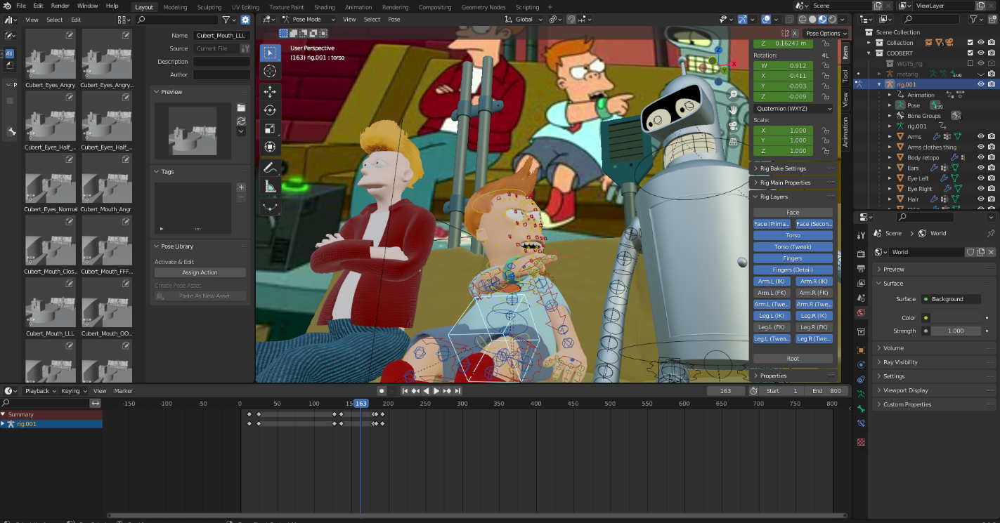 File Edit Render Window Help Layout Modeling Sculpting UV Editing Texture Paint Shading Animation Rendering Compositing Geometry Nodes Scripting + Scene ViewLayer
View Select Edit
Pose Mode View Select Pose Global
Name Cubert_Mouth_LLL
Source Current File
Description
Author
Cubert_Eyes_Angry Cubert_Eyes_Angry...
Cubert_Eyes_Half_... Cubert_Eyes_Half_...
Cubert_Eyes_Normal Cubert_Mouth_Angr
Cubert_Mouth_Clos... Cubert_Mouth_FFF...
Cubert_Mouth_LLL Cubert_Mouth_OO...
Preview
Tags
Pose Library
Activate & Edit
Assign Action
Create Pose Asset
Paste As New Asset
X Pose Options
User Perspective
(163) rig.001 : torso
Z 0.16247 m
Rotation: 4L
W 0.912
X -0.411
Y -0.003
Z -0.009
Quaternion (WXYZ)
Scale:
X 1.000
Y 1.000
Z 1.000
Rig Bake Settings
Rig Main Properties
Rig Layers
Face
Face (Prima... Face (Secon...
Torso
Torso (Tweak)
Fingers
Fingers (Detail)
Arm.L (IK) Arm.R (IK)
Arm.L (FK) Arm.R (FK)
Arm.L (Twe... Arm.R (Twe...
Leg.L (IK) Leg.R (IK)
Leg.L (FK) Leg.R (FK)
Leg.L (Twea... Leg.R (Twe...
Root
Properties
Item
Tool
View
Animation
Scene Collection
Collection 3
COOBERT
WGTS_rig
metarig 99
rig.001
Animation
Pose 99
Bone Groups 6
rig.001
Arms
Arms clothes thing
Body retopo
Ears
Eye Left
Eye RIght
Hair
Scene > World
World
Preview
Surface
Surface Background
Color
Strength 1.000
Volume
Ray Visibility
Settings
Viewport Display
Custom Properties
Playback Keying View Marker 163 Start 1 End 800
-150 -100 -50 0 50 100 15 163 200 250 300 350 400 450 500 550 600 650 700 750 800
Summary
rig.001